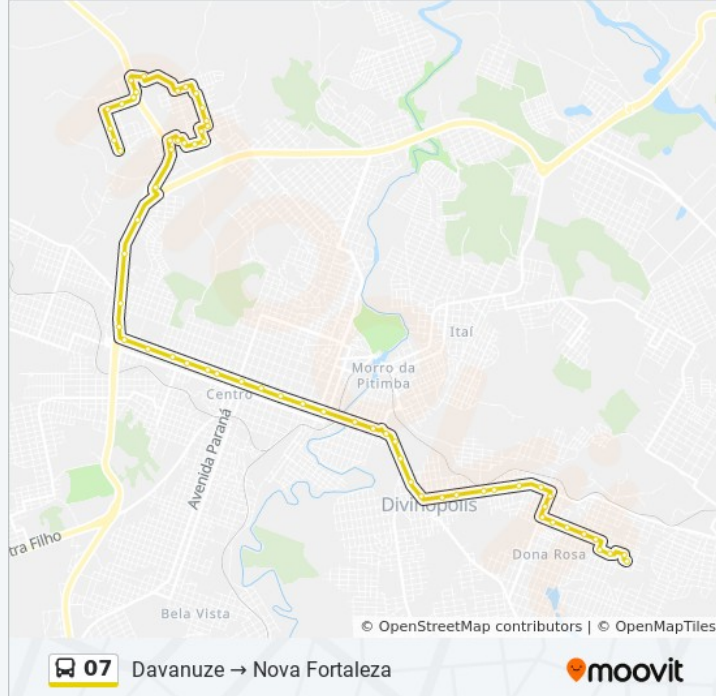 Itaí
Morro da
Pitimba
Centro
Avenida Paraná
Divinópolis
Dona Rosa
tra Filho
Bela Vista
© OpenStreetMap contributors | © OpenMapTiles
07 Davanuze → Nova Fortaleza
moovit